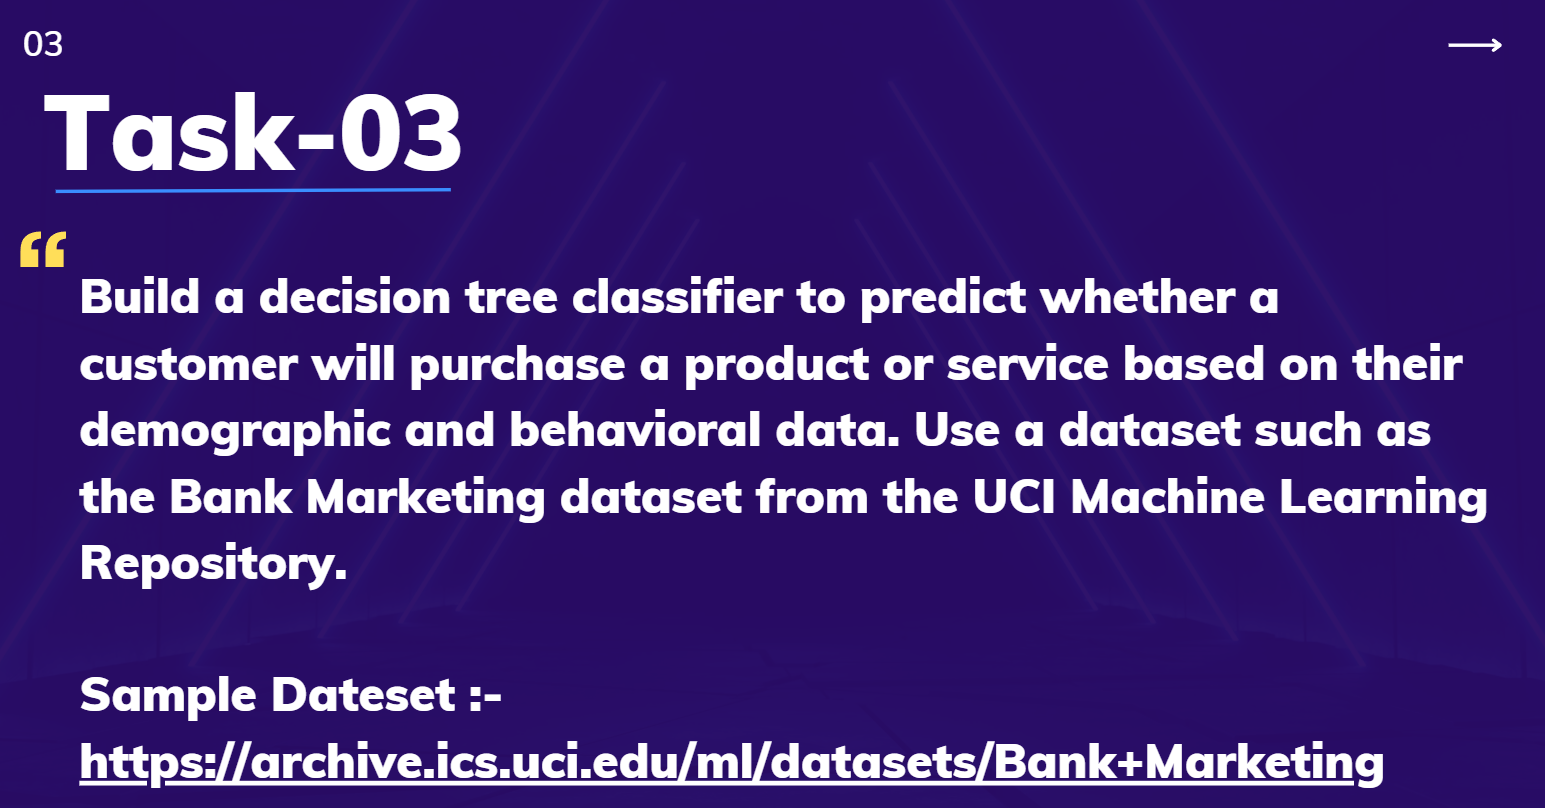 03
Task-03
“
Build a decision tree classifier to predict whether a
customer will purchase a product or service based on their
demographic and behavioral data. Use a dataset such as
the Bank Marketing dataset from the UCI Machine Learning
Repository.
Sample Dateset :-
https://archive.ics.uci.edu/ml/datasets/Bank+Marketing